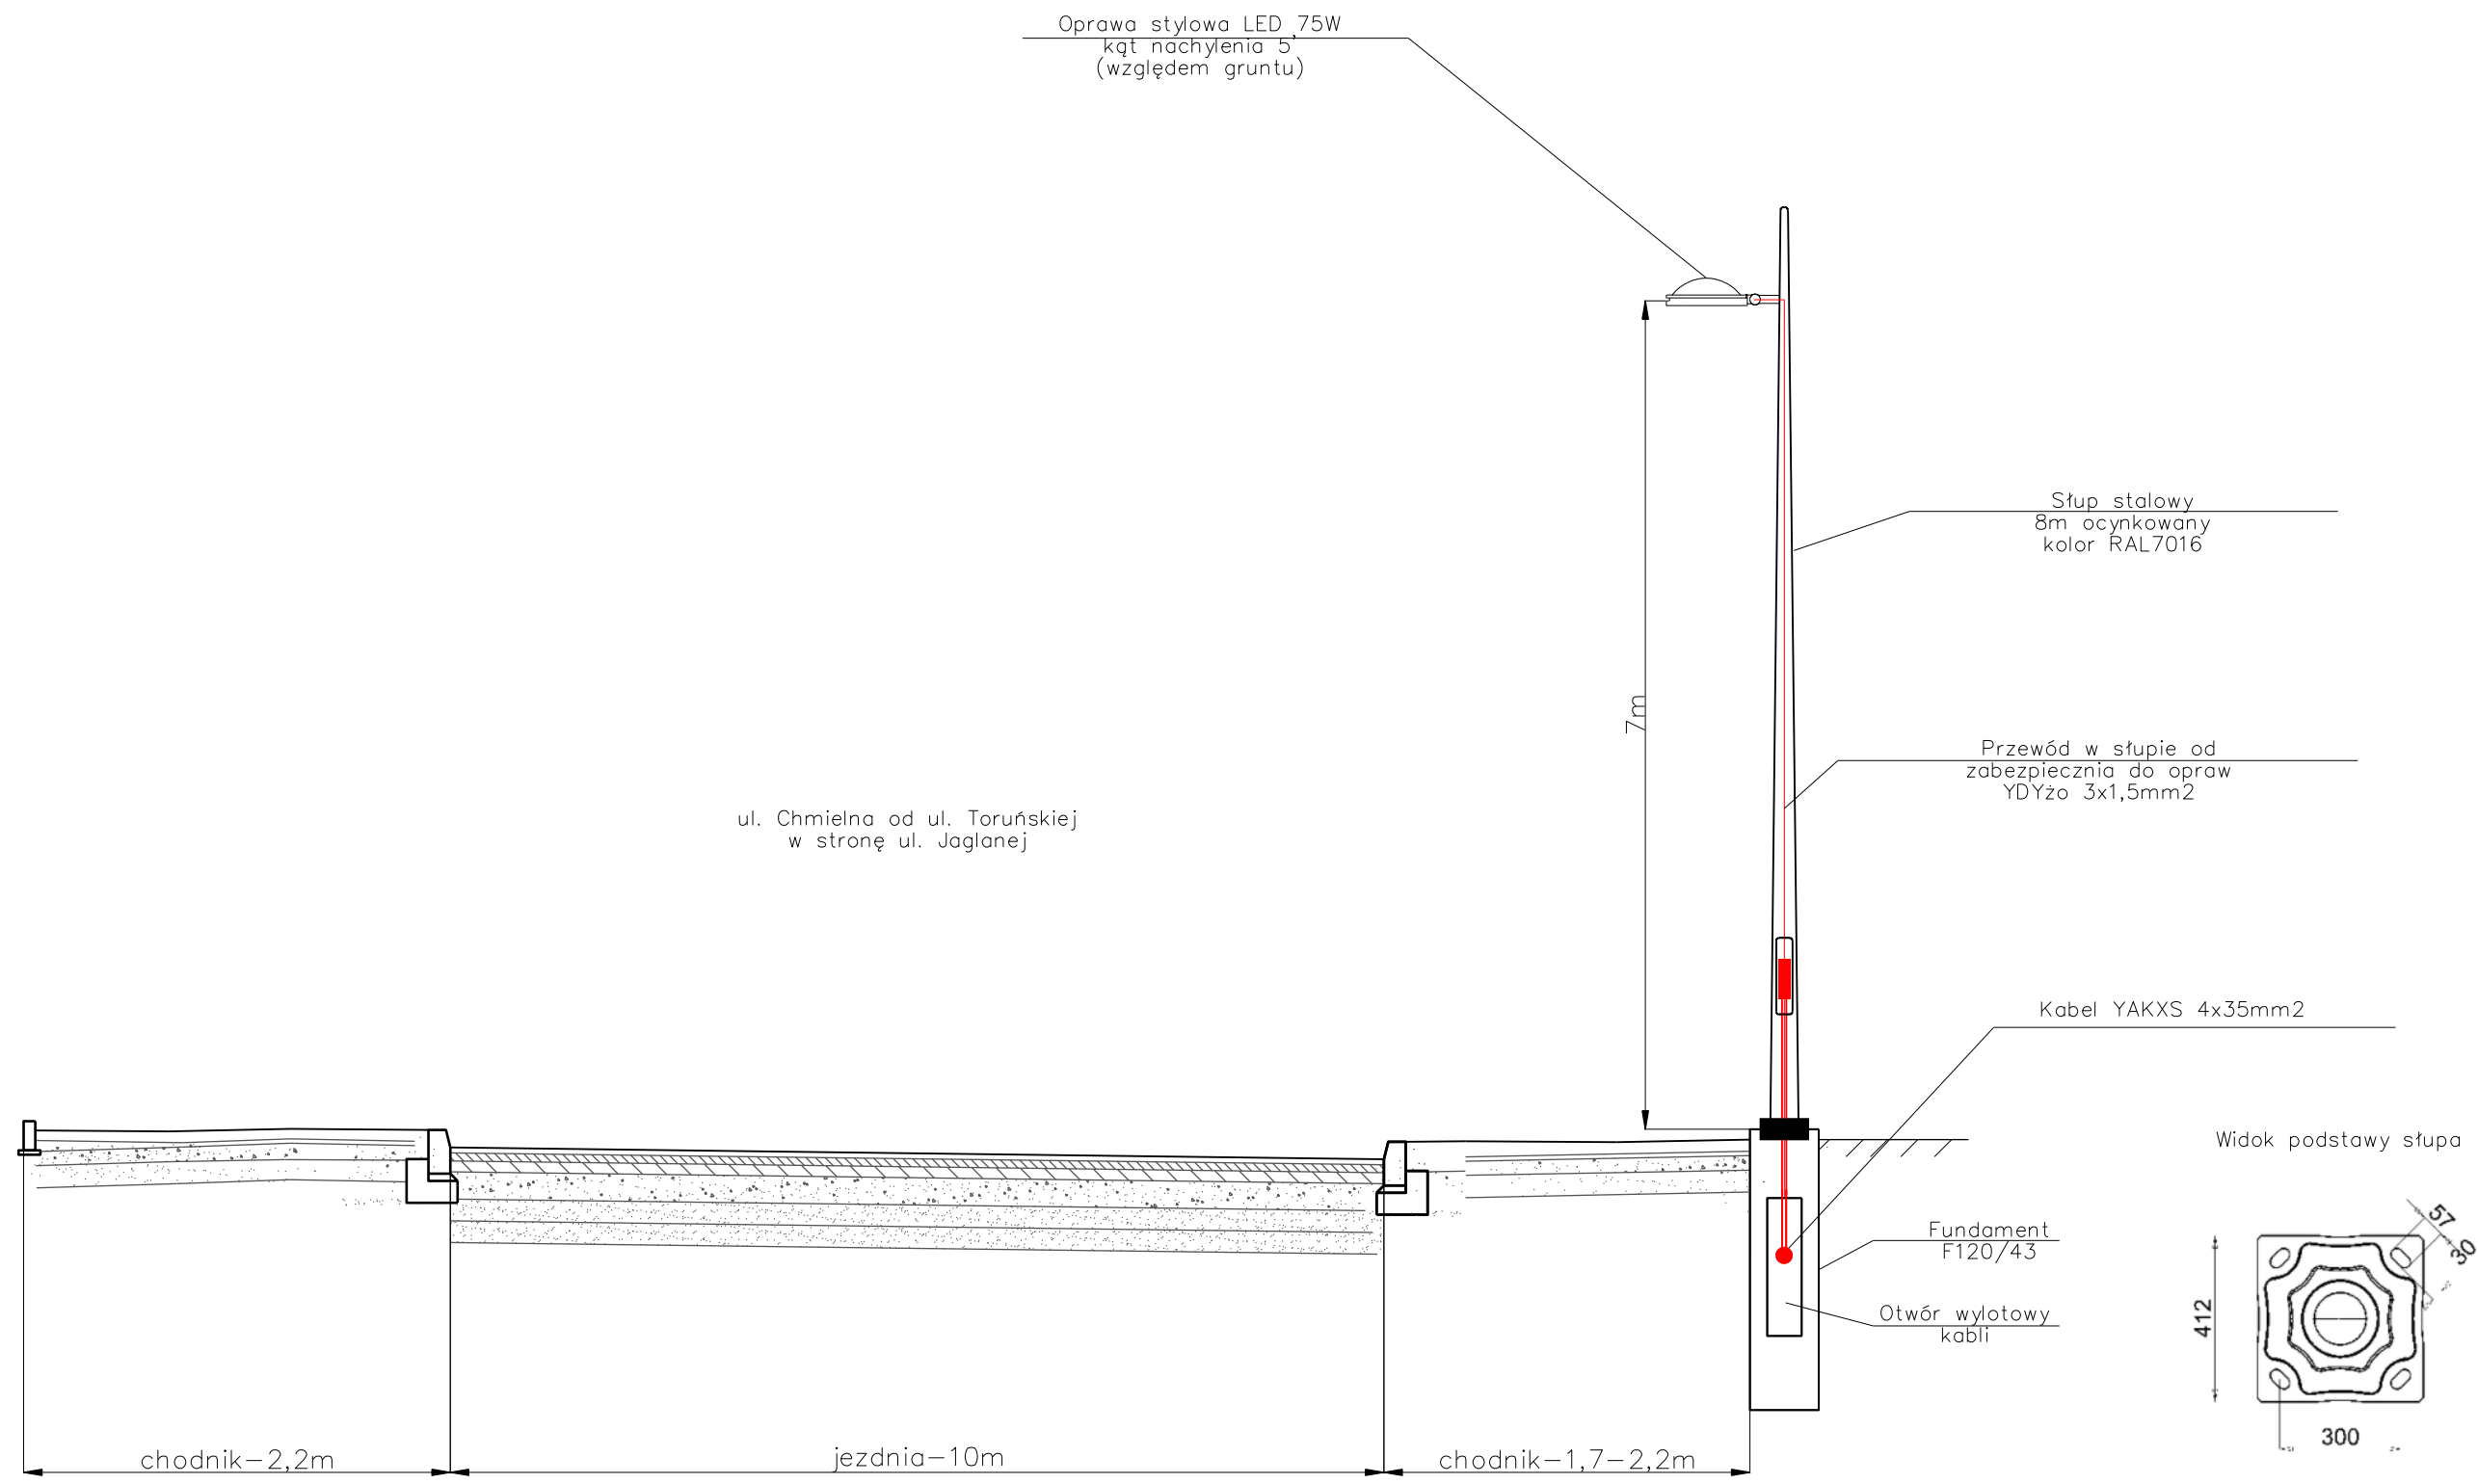 Oprawa stylowa LED 75W
kąt nachylenia 5°
(względem gruntu)
Słup stalowy
8m ocynkowany
kolor RAL7016
7m
Przewód w słupie od
zabezpiecznia do opraw
YDYżo 3x1,5mm2
ul. Chmielna od ul. Toruńskiej
w stronę ul. Jaglanej
Kabel YAKXS 4x35mm2
Widok podstawy słupa
57
30
Fundament
F120/43
Otwór wylotowy
kabli
412
300
chodnik-2,2m
jezdnia-10m
chodnik-1,7-2,2m